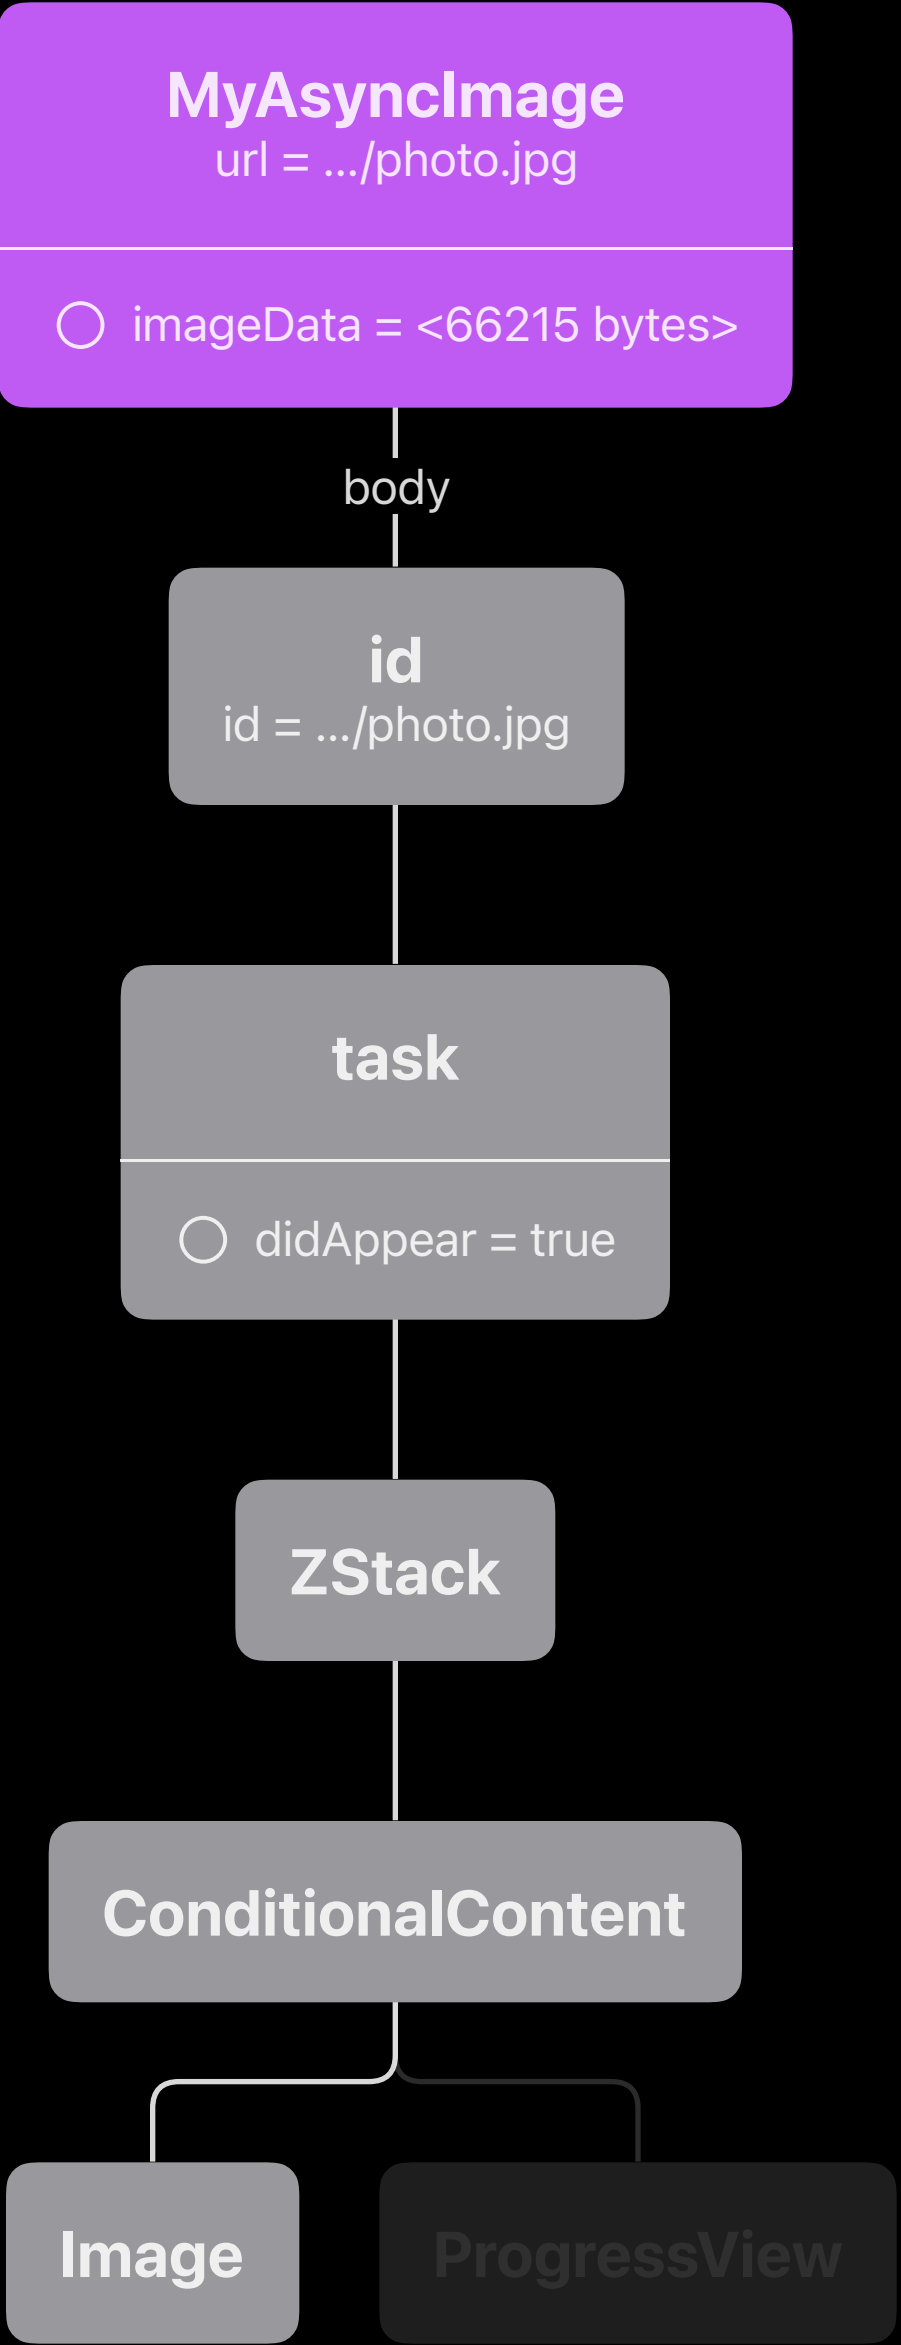 MyAsyncImage
url = .../photo.jpg
imageData = <66215 bytes>
body
id
id = .../photo.jpg
task
didAppear = true
ZStack
ConditionalContent
Image
ProgressView